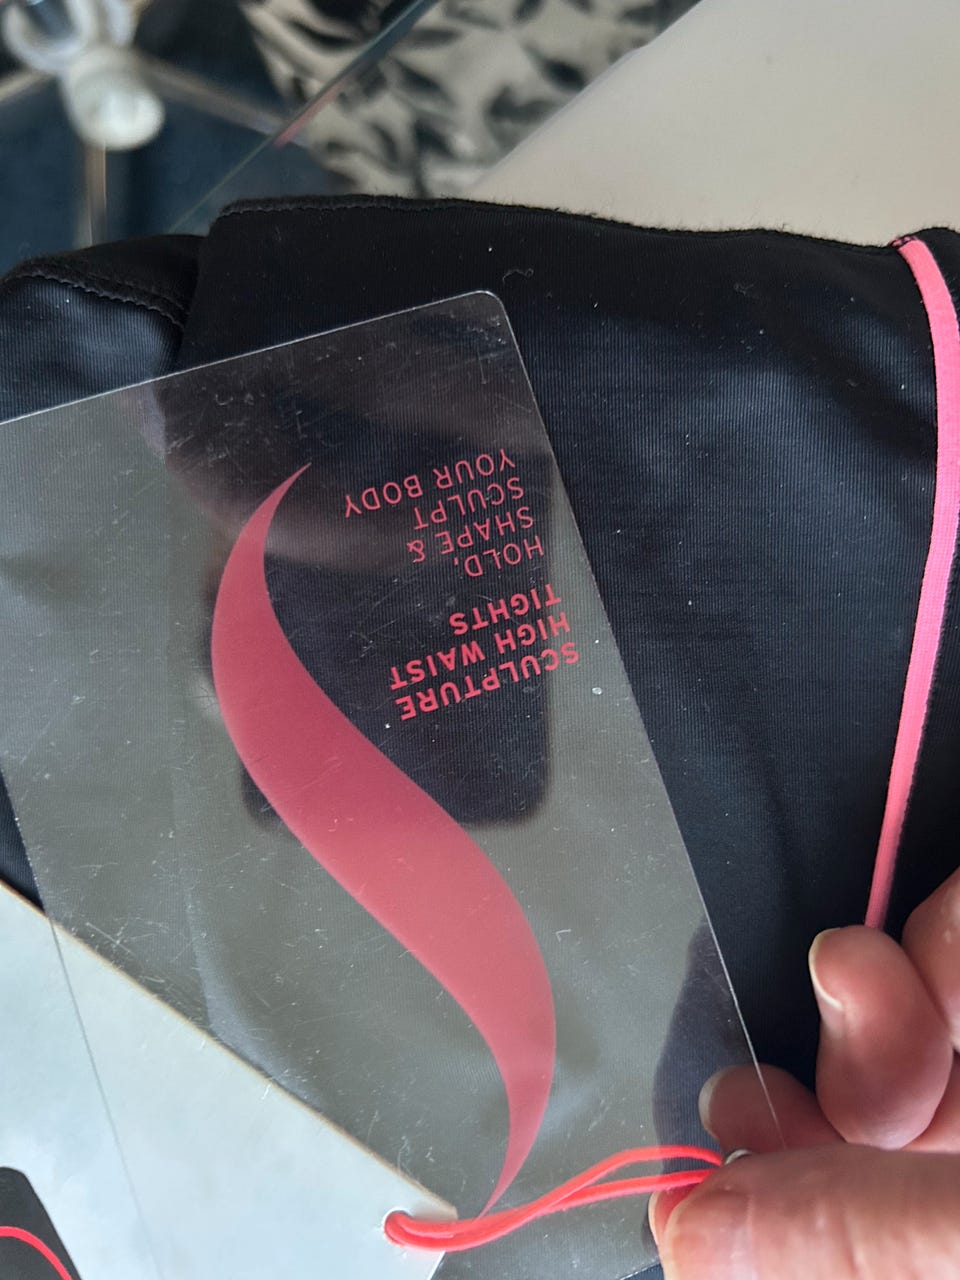 SCULPTURE
HIGH WAIST
TIGHTS
HOLD,
SHAPE &
SCULPT
YOUR BODY